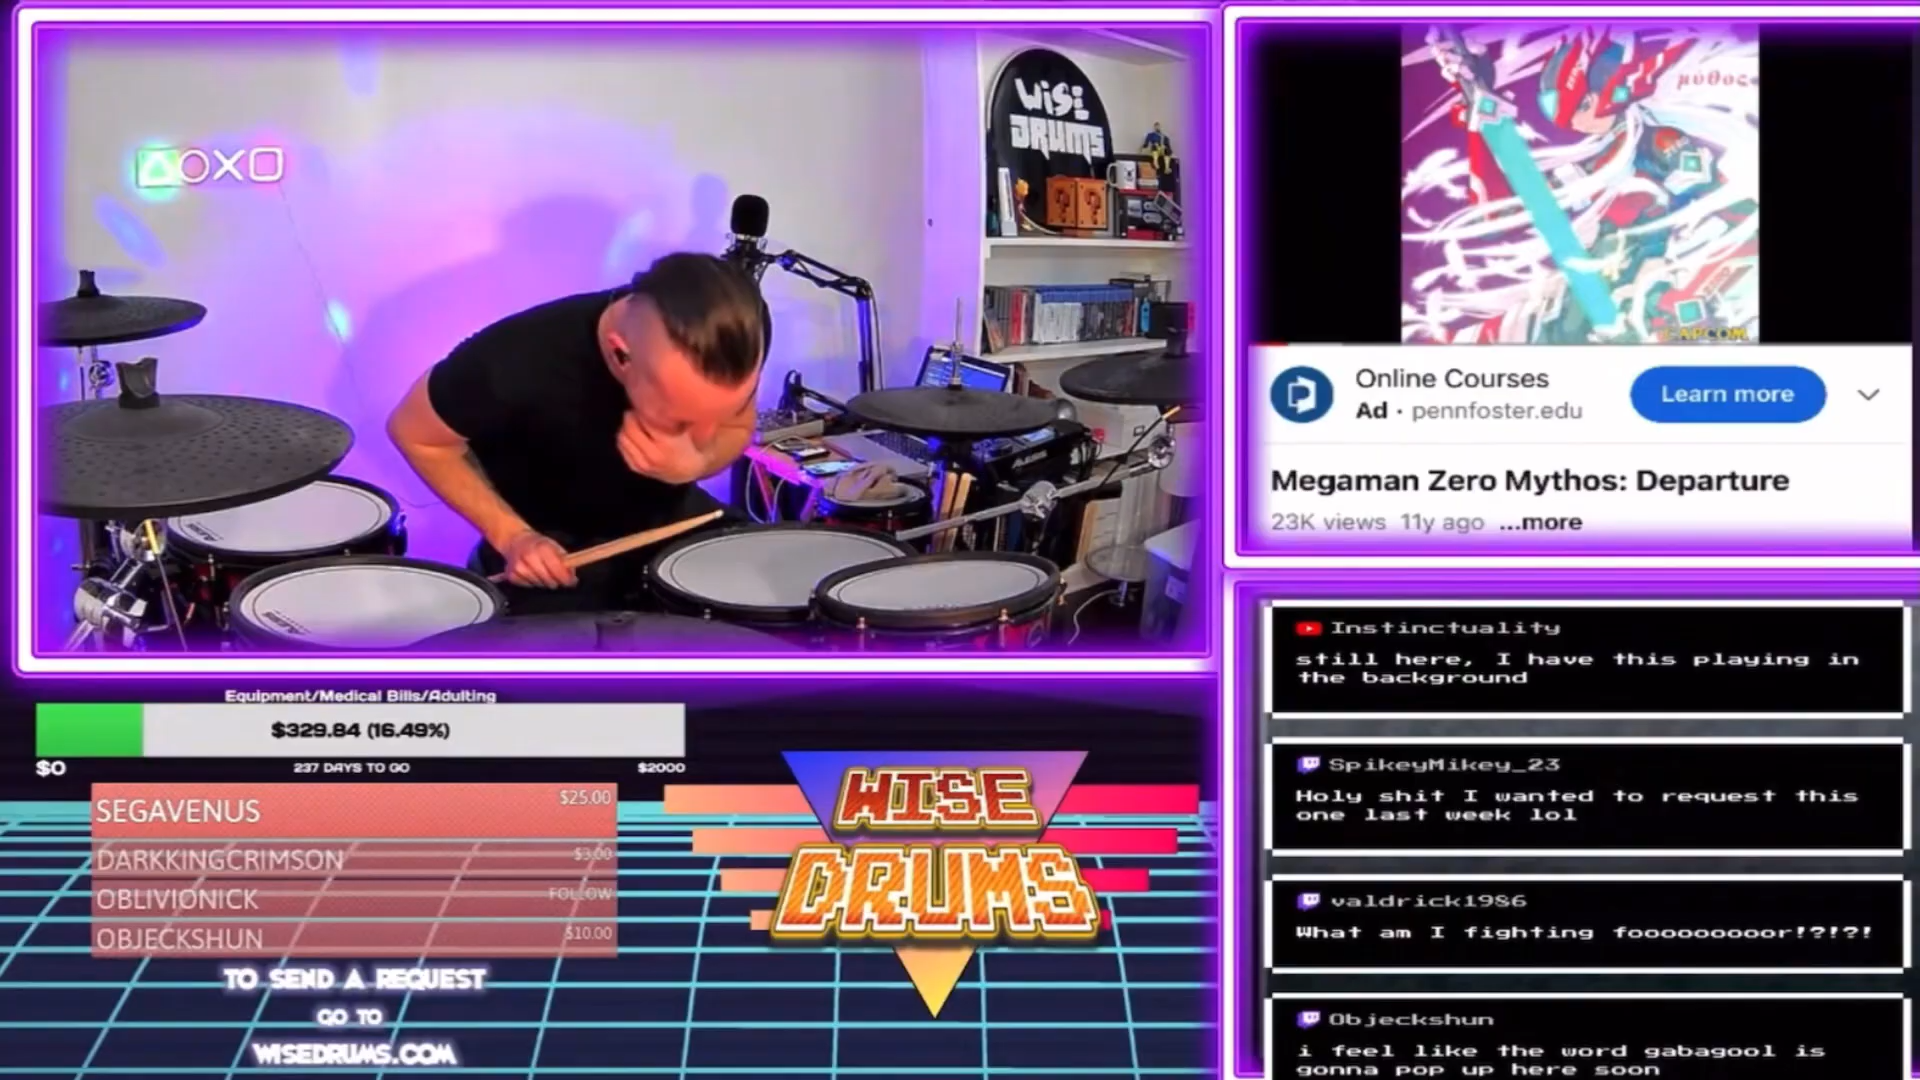 WISE
DRUMS
μύθος
CAPCOM
Online Courses
Ad · pennfoster.edu
Learn more
Megaman Zero Mythos: Departure
23K views 11y ago ...more
Instinctuality
still here, I have this playing in
the background
SpikeyMikey_23
Holy shit I wanted to request this
one last week lol
valdrick1986
What am I fighting fooooooooor!?!?!
Objeckshun
i feel like the word gabagool is
gonna pop up here soon
Equipment/Medical Bills/Adulting
$329.84 (16.49%)
$0
237 DAYS TO GO
$2000
SEGAVENUS
$25.00
DARKKINGCRIMSON
$3.00
OBLIVIONICK
FOLLOW
OBJECKSHUN
$10.00
TO SEND A REQUEST
GO TO
WISEDRUMS.COM
WISE
DRUMS